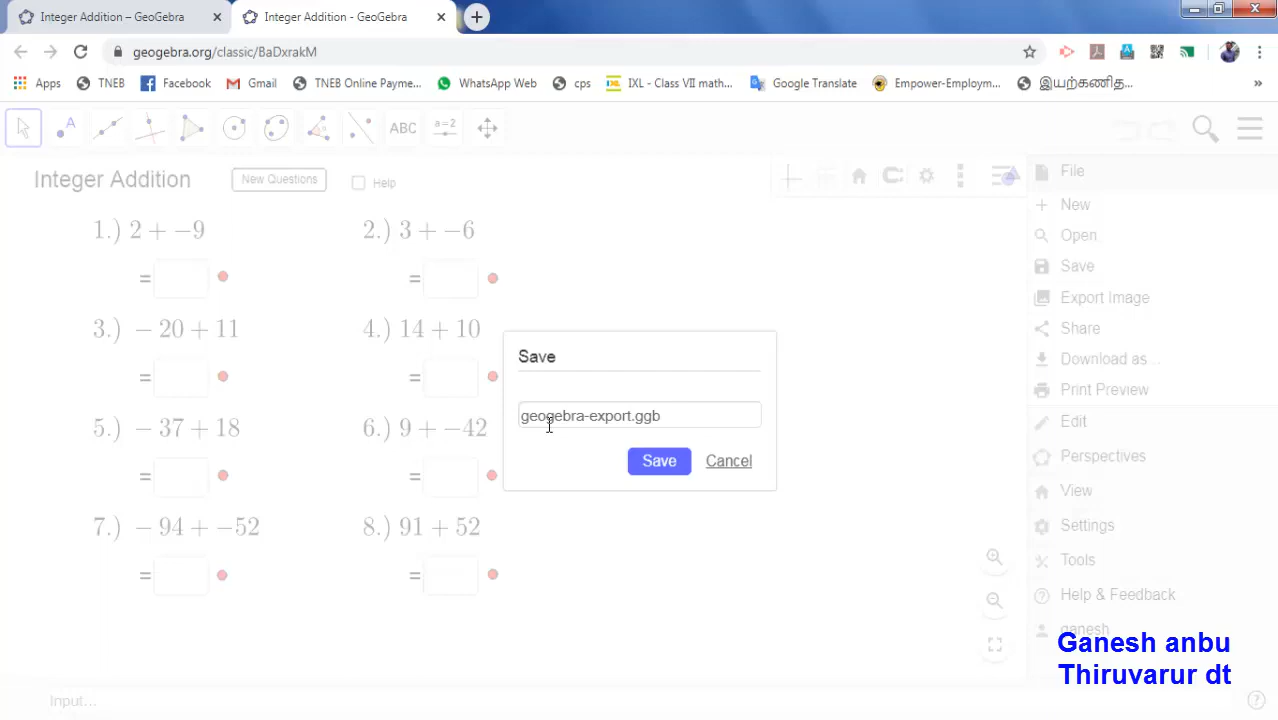 Integer Addition – GeoGebra
Integer Addition - GeoGebra
geogebra.org/classic/BaDxrakM
Apps TNEB Facebook Gmail TNEB Online Payme... WhatsApp Web cps IXL - Class VII math... Google Translate Empower-Employm... இயற்கணித... »
ABC a=2
Integer Addition New Questions Help
1.) 2 + −9 2.) 3 + −6
= =
3.) − 20 + 11 4.) 14 + 10
= =
5.) − 37 + 18 6.) 9 + −42
= =
7.) − 94 + −52 8.) 91 + 52
= =
Save
geogebra-export.ggb
Save Cancel
File
New
Open
Save
Export Image
Share
Download as ...
Print Preview
Edit
Perspectives
View
Settings
Tools
Help & Feedback
ganesh
Ganesh anbu
Thiruvarur dt
Input...